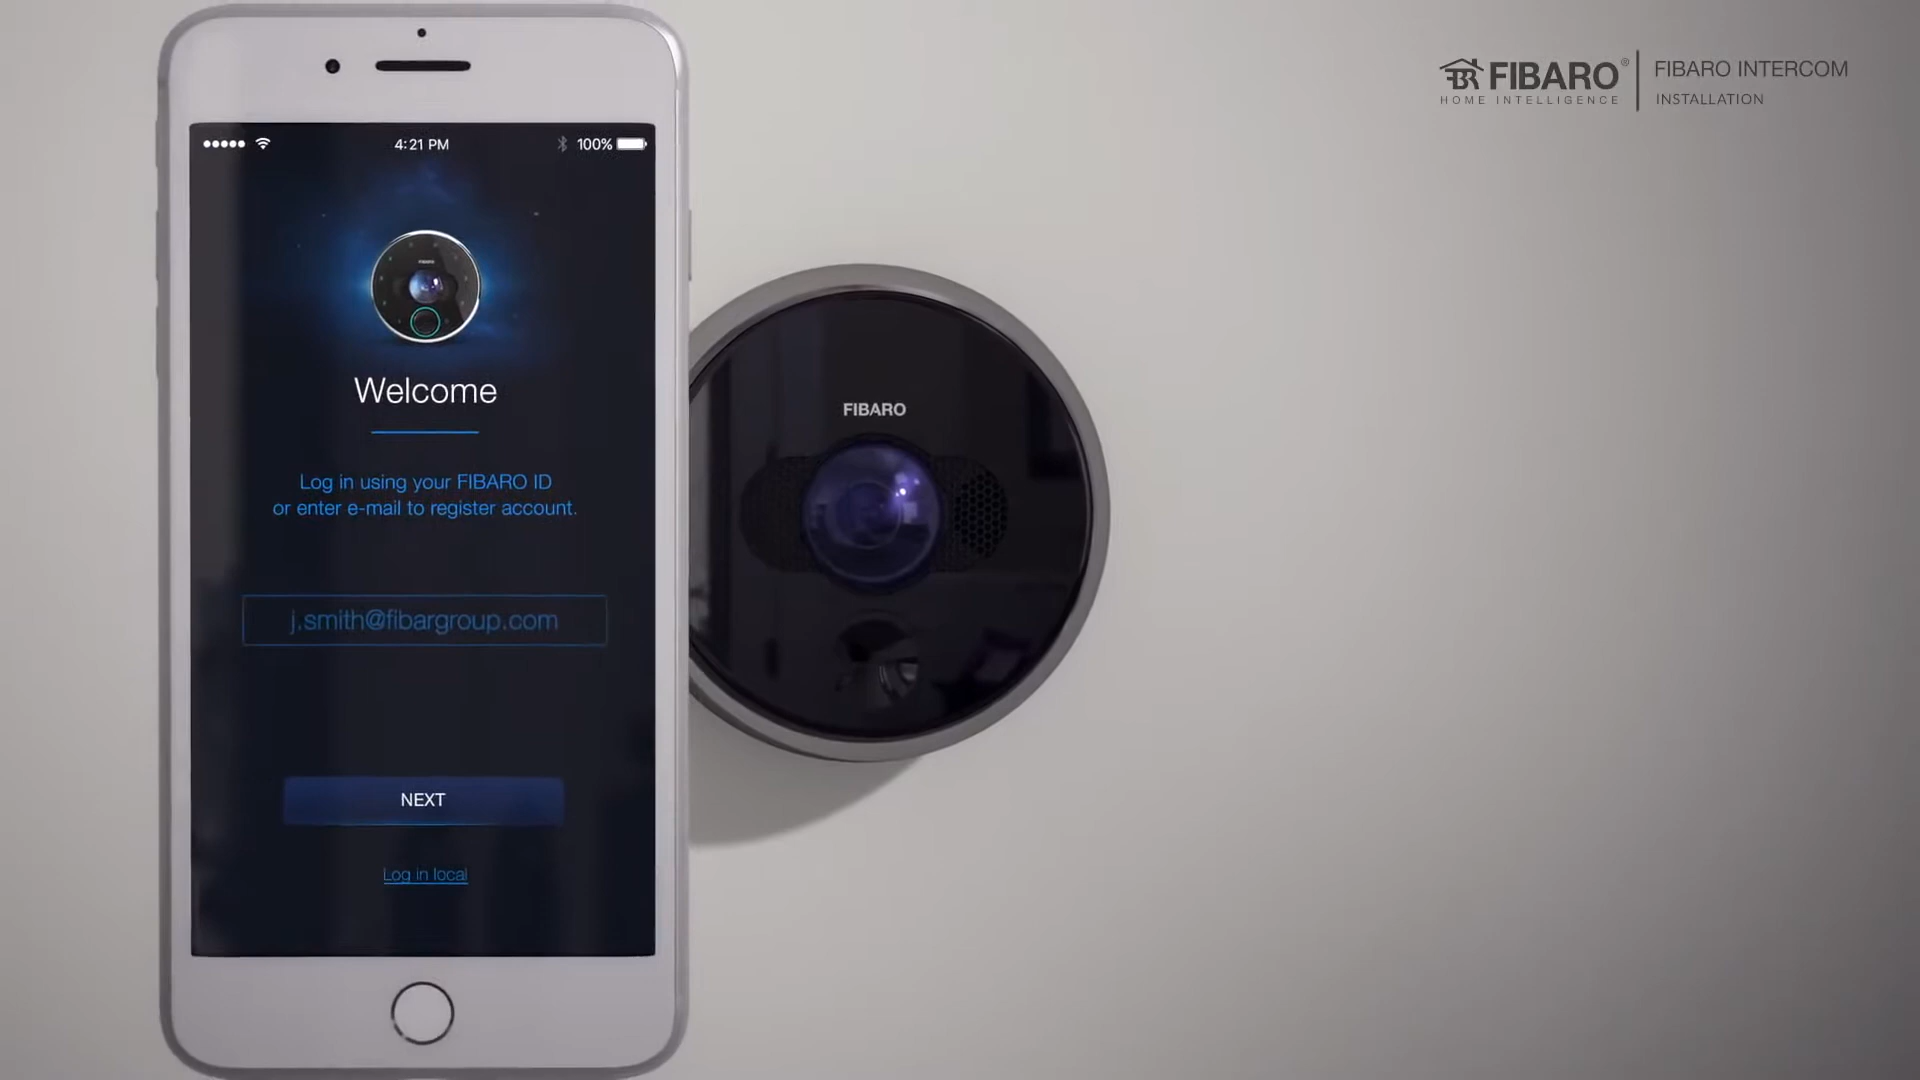 4:21 PM
100%
Welcome
Log in using your FIBARO ID
or enter e-mail to register account.
j.smith@fibargroup.com
NEXT
Log in local
FIBARO
FIBARO®
HOME INTELLIGENCE
FIBARO INTERCOM
INSTALLATION